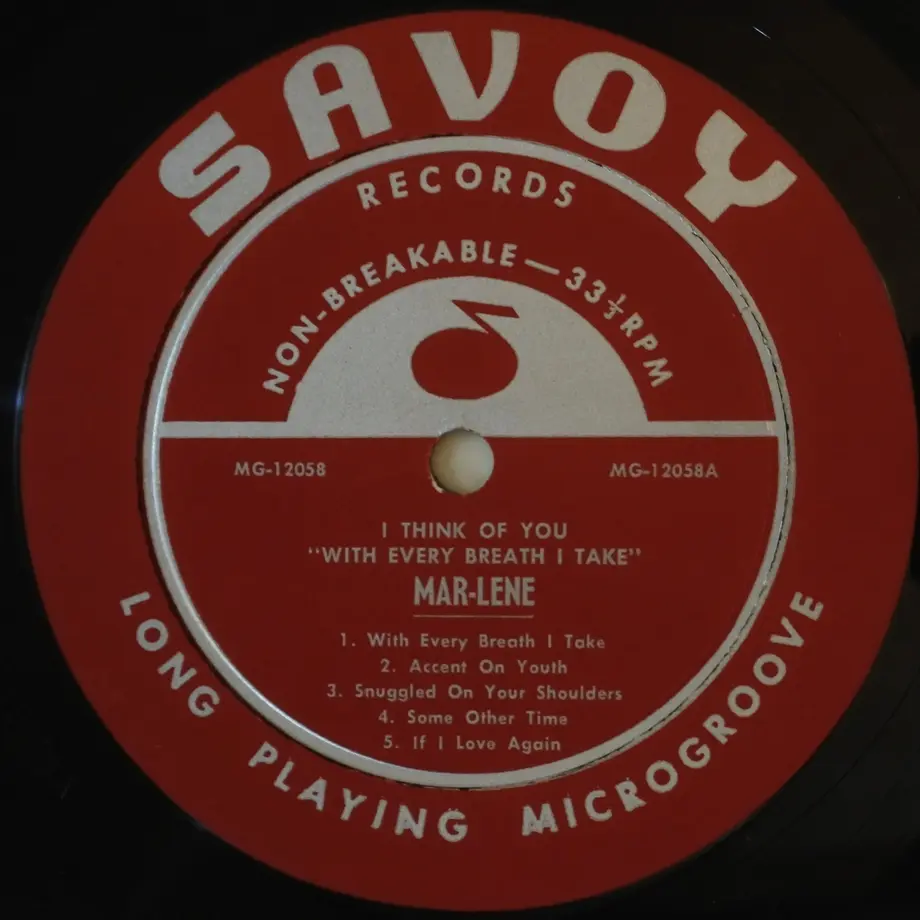 SAVOY
RECORDS
NON-BREAKABLE — 33⅓ RPM
MG-12058
MG-12058A
I THINK OF YOU
"WITH EVERY BREATH I TAKE"
MAR-LENE
1. With Every Breath I Take
2. Accent On Youth
3. Snuggled On Your Shoulders
4. Some Other Time
5. If I Love Again
LONG PLAYING MICROGROOVE